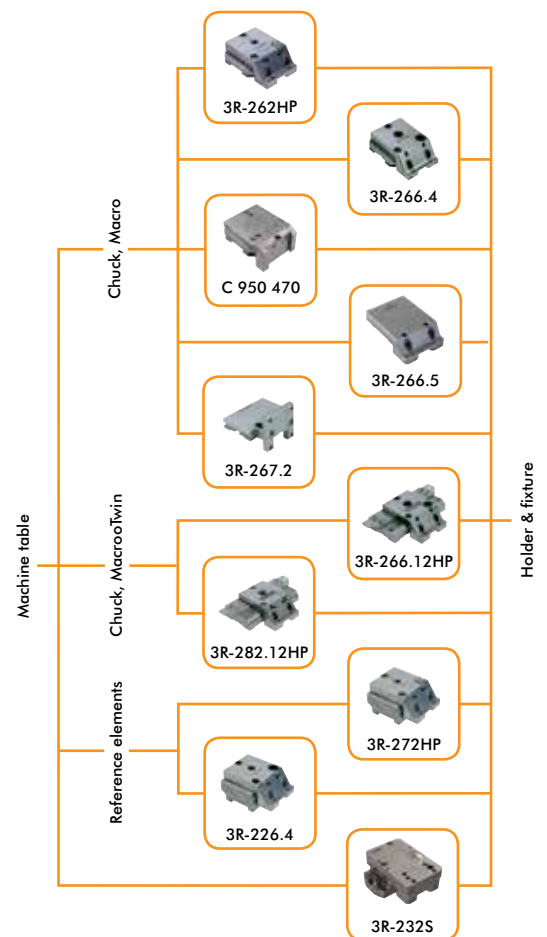 3R-262HP
3R-266.4
Chuck, Macro
C 950 470
3R-266.5
3R-267.2
Machine table
Chuck, MacrooTwin
3R-266.12HP
Holder & fixture
3R-282.12HP
Reference elements
3R-272HP
3R-226.4
3R-232S